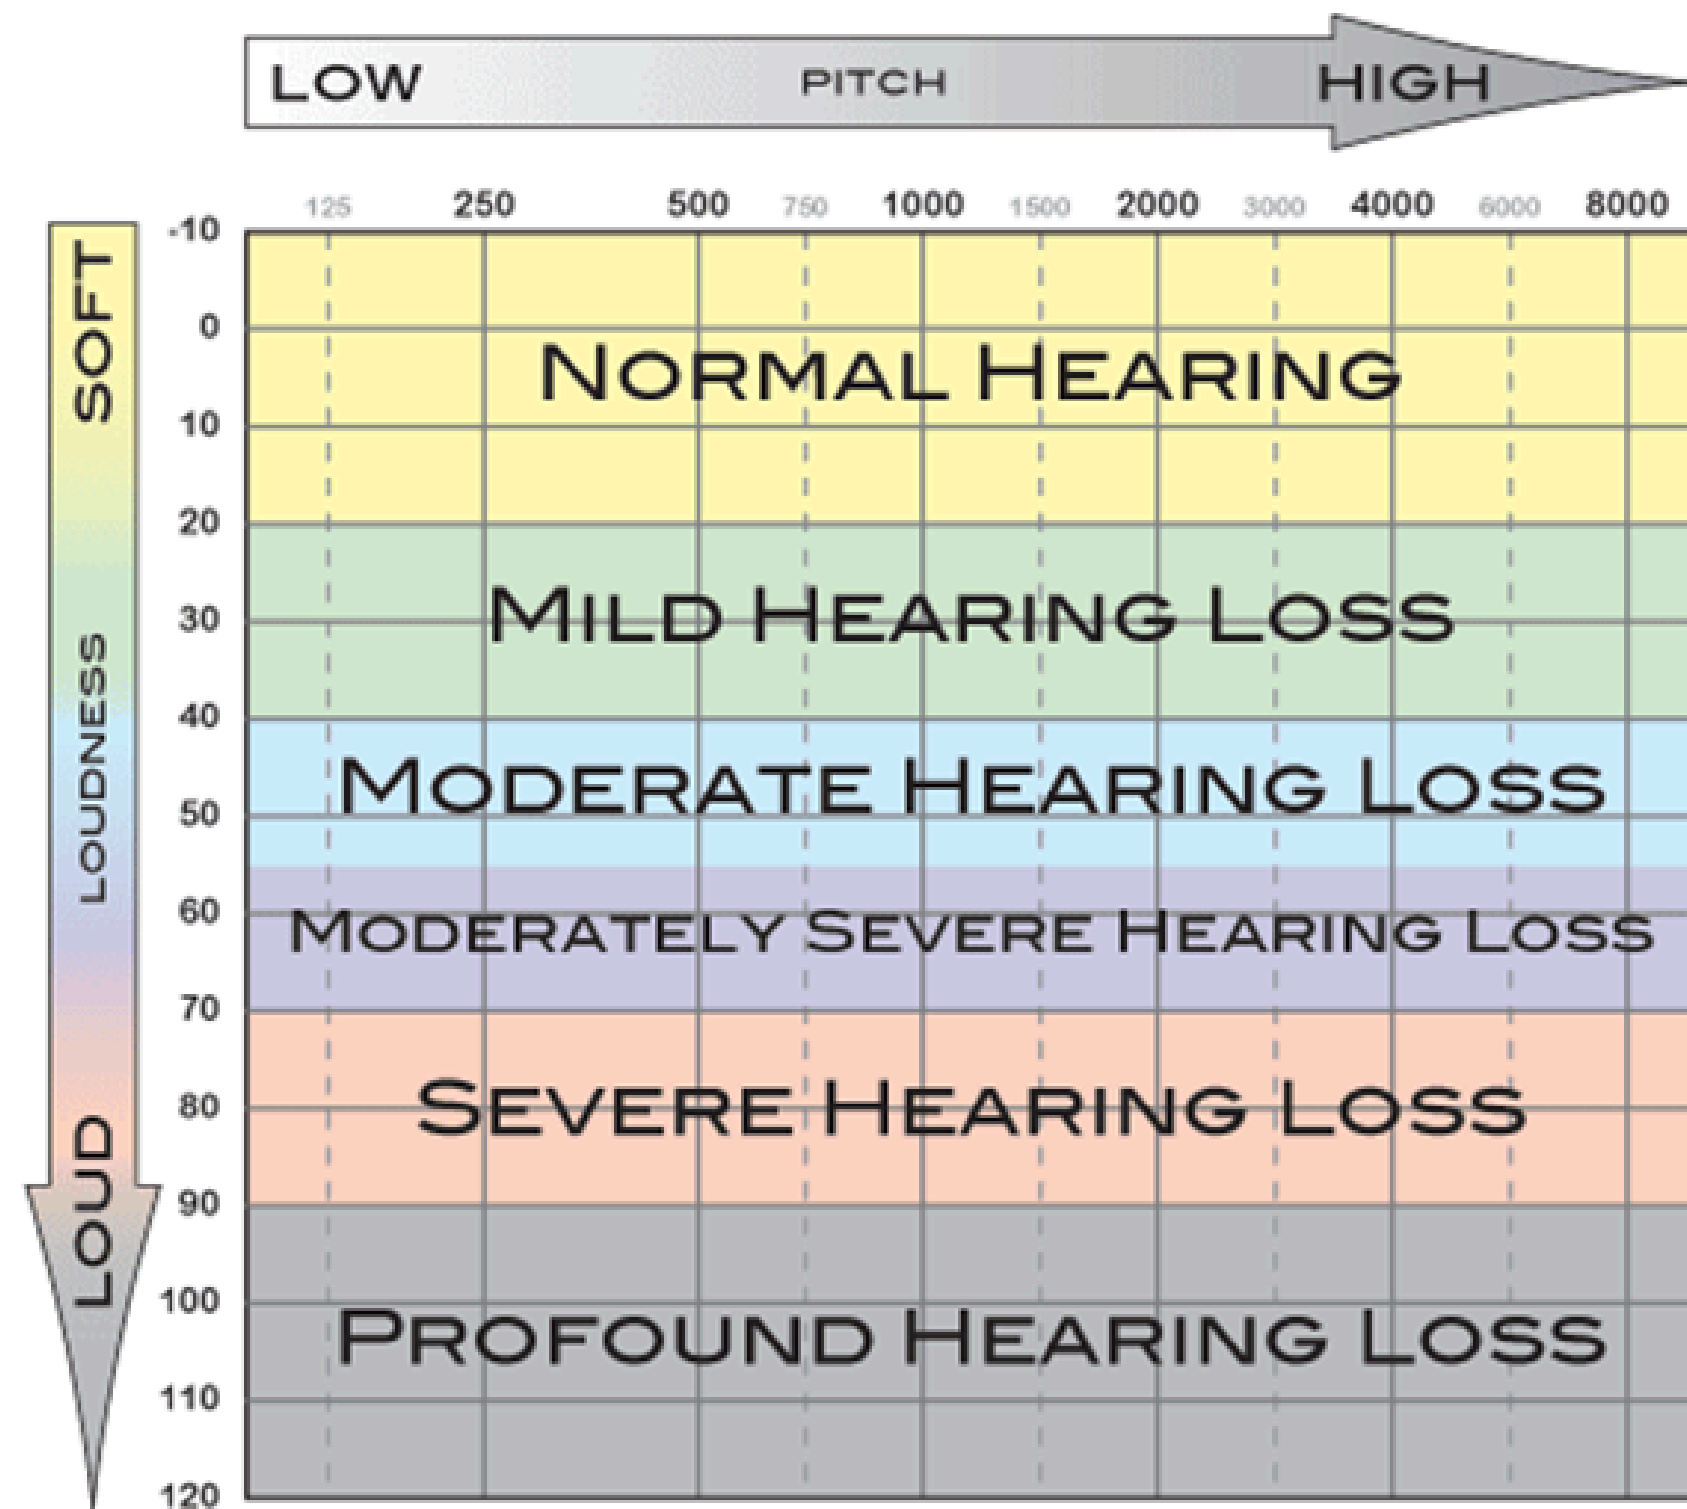 LOW PITCH HIGH
125 250 500 750 1000 1500 2000 3000 4000 6000 8000
SOFT
LOUDNESS
LOUD
-10
0
NORMAL HEARING
10
20
MILD HEARING LOSS
30
40
MODERATE HEARING LOSS
50
60
MODERATELY SEVERE HEARING LOSS
70
80
SEVERE HEARING LOSS
90
100
PROFOUND HEARING LOSS
110
120